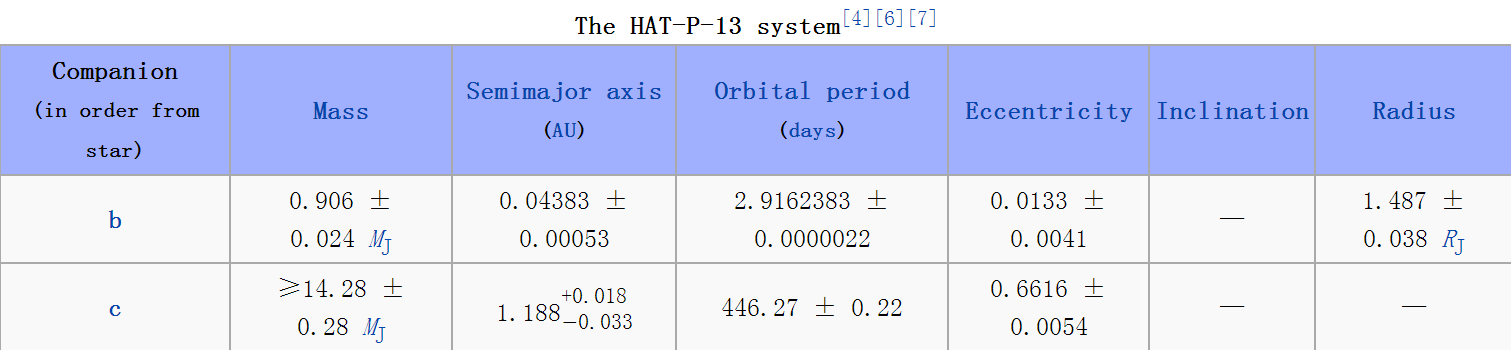 The HAT-P-13 system[4][6][7]
Companion
(in order from
star)
Mass
Semimajor axis
(AU)
Orbital period
(days)
Eccentricity
Inclination
Radius
b
0.906 ±
0.024 MJ
0.04383 ±
0.00053
2.9162383 ±
0.0000022
0.0133 ±
0.0041
—
1.487 ±
0.038 RJ
c
≥14.28 ±
0.28 MJ
1.188+0.018
−0.033
446.27 ± 0.22
0.6616 ±
0.0054
—
—